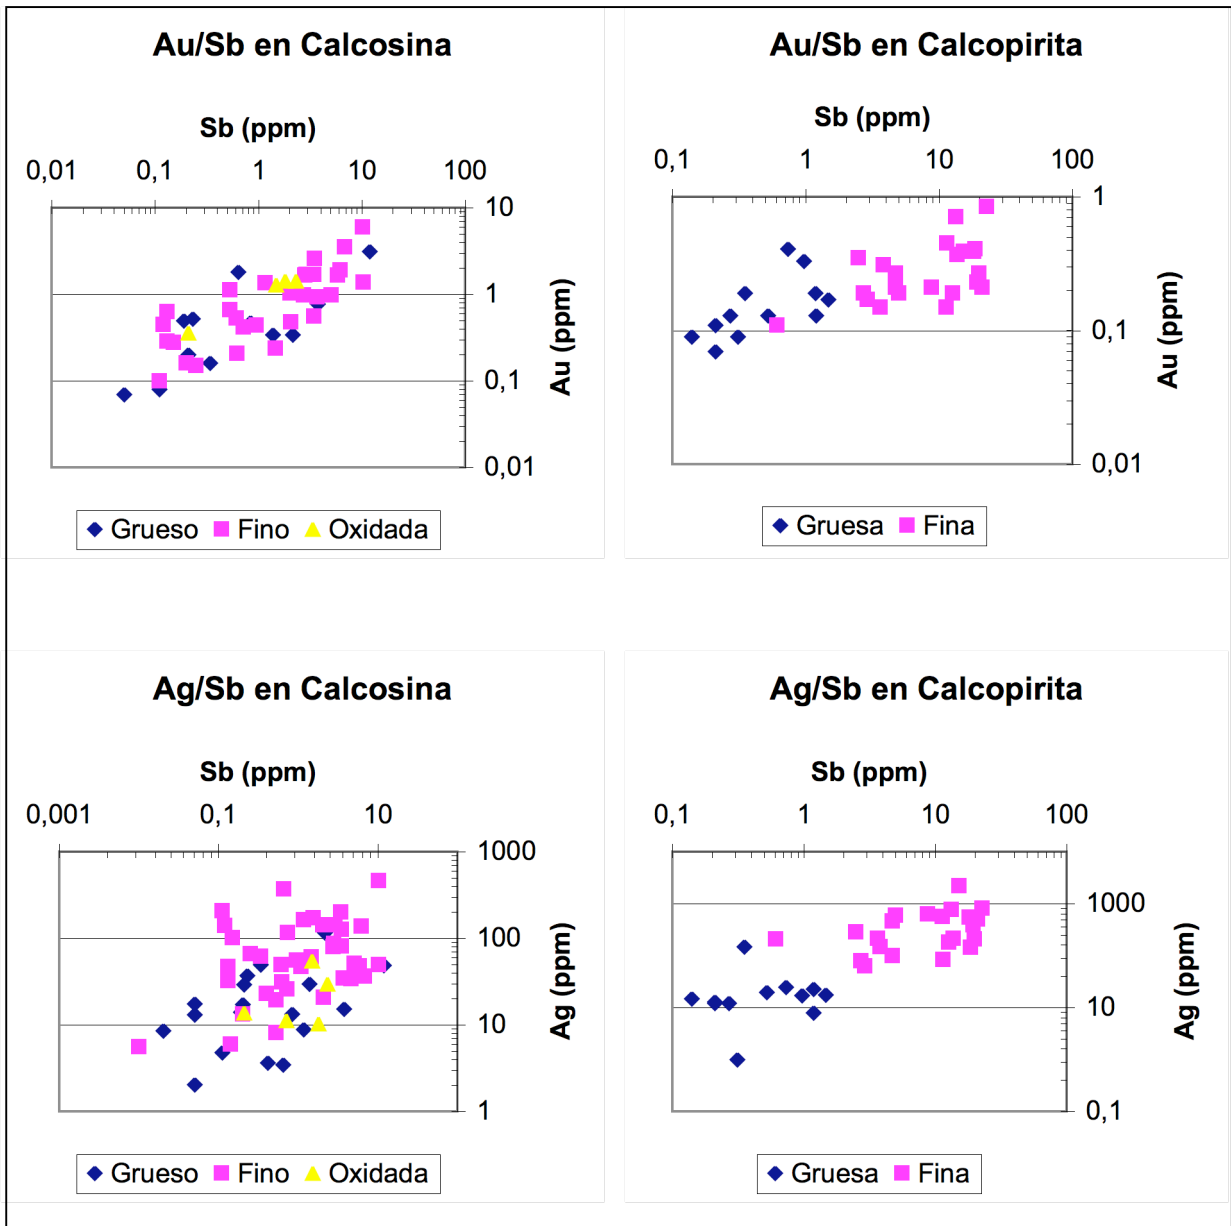 Au/Sb en Calcosina
Sb (ppm)
0,01 0,1 1 10 100
10
1
0,1
0,01
Au (ppm)
Grueso Fino Oxidada
Au/Sb en Calcopirita
Sb (ppm)
0,1 1 10 100
1
0,1
0,01
Au (ppm)
Gruesa Fina
Ag/Sb en Calcosina
Sb (ppm)
0,001 0,1 10
1000
100
10
1
Ag (ppm)
Grueso Fino Oxidada
Ag/Sb en Calcopirita
Sb (ppm)
0,1 1 10 100
1000
10
0,1
Ag (ppm)
Gruesa Fina